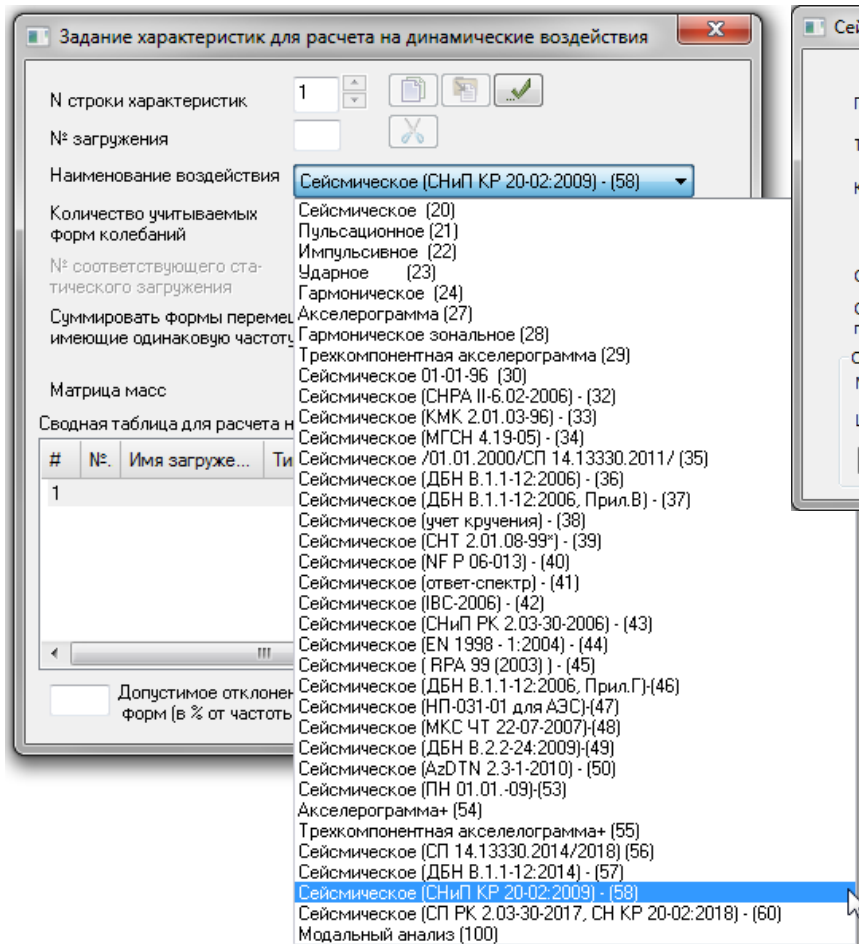 Задание характеристик для расчета на динамические воздействия
N строки характеристик
1
№ загружения
Наименование воздействия
Сейсмическое (СНиП КР 20-02:2009) - (58)
Количество учитываемых
форм колебаний
№ соответствующего ста-
тического загружения
Суммировать формы перемещ
имеющие одинаковую частоту
Матрица масс
Сводная таблица для расчета н
# №. Имя загруже... Ти
1
Допустимое отклонен
форм (в % от частоть
Сейсмическое (20)
Пульсационное (21)
Импульсивное (22)
Ударное (23)
Гармоническое (24)
Акселерограмма (27)
Гармоническое зональное (28)
Трехкомпонентная акселерограмма (29)
Сейсмическое 01-01-96 (30)
Сейсмическое (СНРА II-6.02-2006) - (32)
Сейсмическое (КМК 2.01.03-96) - (33)
Сейсмическое (МГСН 4.19-05) - (34)
Сейсмическое /01.01.2000/СП 14.13330.2011/ (35)
Сейсмическое (ДБН В.1.1-12:2006) - (36)
Сейсмическое (ДБН В.1.1-12:2006, Прил.В) - (37)
Сейсмическое (учет кручения) - (38)
Сейсмическое (СНТ 2.01.08-99*) - (39)
Сейсмическое (NF P 06-013) - (40)
Сейсмическое (ответ-спектр) - (41)
Сейсмическое (IBC-2006) - (42)
Сейсмическое (СНиП РК 2.03-30-2006) - (43)
Сейсмическое (EN 1998 - 1:2004) - (44)
Сейсмическое ( RPA 99 (2003) ) - (45)
Сейсмическое (ДБН В.1.1-12:2006, Прил.Г)-(46)
Сейсмическое (НП-031-01 для АЭС)-(47)
Сейсмическое (МКС ЧТ 22-07-2007)-(48)
Сейсмическое (ДБН В.2.2-24:2009)-(49)
Сейсмическое (AzDTN 2.3-1-2010) - (50)
Сейсмическое (ПН 01.01.-09)-(53)
Акселерограмма+ (54)
Трехкомпонентная акселелограмма+ (55)
Сейсмическое (СП 14.13330.2014/2018) (56)
Сейсмическое (ДБН В.1.1-12:2014) - (57)
Сейсмическое (СНиП КР 20-02:2009) - (58)
Сейсмическое (СП РК 2.03-30-2017, СН КР 20-02:2018) - (60)
Модальный анализ (100)
Сей